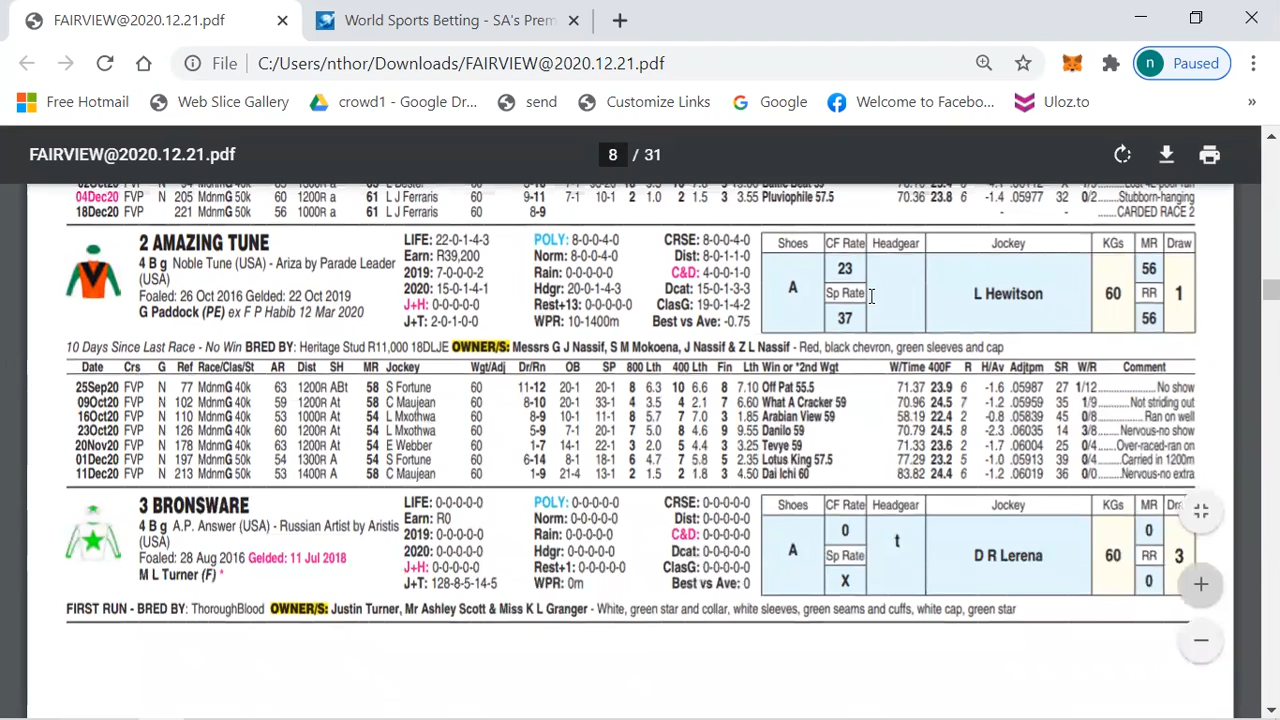 FAIRVIEW@2020.12.21.pdf
World Sports Betting - SA's Prem
File C:/Users/nthor/Downloads/FAIRVIEW@2020.12.21.pdf
n Paused
Free Hotmail Web Slice Gallery crowd1 - Google Dr... send Customize Links Google Welcome to Facebo... Uloz.to »
FAIRVIEW@2020.12.21.pdf 8 / 31
04Dec20 FVP N 205 MdnmG 50k 60 1200R a 61 L J Ferraris 9-11 7-1 10-1 2 1.0 2 1.5 3 3.55 Pluviophile 57.5 70.36 23.8 6 -1.4 .05977 32 0/2 Stubborn-hanging
18Dec20 FVP 221 MdnmG 50k 56 1000R a 61 L J Ferraris 8-9 - - CARDED RACE 2
2 AMAZING TUNE
4 B g Noble Tune (USA) - Ariza by Parade Leader
(USA)
Foaled: 26 Oct 2016 Gelded: 22 Oct 2019
G Paddock (PE) ex F P Habib 12 Mar 2020
LIFE: 22-0-1-4-3 POLY: 8-0-0-4-0 CRSE: 8-0-0-4-0
Earn: R39,200 Norm: 8-0-0-4-0 Dist: 8-0-1-1-0
2019: 7-0-0-0-2 Rain: 0-0-0-0-0 C&D: 4-0-0-1-0
2020: 15-0-1-4-1 Hdgr: 20-0-1-4-3 Dcat: 15-0-1-3-3
J+H: 0-0-0-0-0 Rest+13: 0-0-0-0-0 ClasG: 19-0-1-4-2
J+T: 2-0-1-0-0 WPR: 10-1400m Best vs Ave: -0.75
Shoes CF Rate Headgear Jockey KGs MR Draw
A 23 L Hewitson 60 56 1
Sp Rate RR
37 56
10 Days Since Last Race - No Win BRED BY: Heritage Stud R11,000 18DLJE OWNER/S: Messrs G J Nassif, S M Mokoena, J Nassif & Z L Nassif - Red, black chevron, green sleeves and cap
Date Crs G Ref Race/Clas/St AR Dist SH MR Jockey Wgt/Adj Dr/Rn OB SP 800 Lth 400 Lth Fin Lth Win or *2nd Wgt W/Time 400F R H/Av Adjtpm SR W/R Comment
25Sep20 FVP N 77 MdnmG 40k 63 1200R ABt 58 S Fortune 60 11-12 20-1 20-1 8 6.3 10 6.6 8 7.10 Off Pat 55.5 71.37 23.9 6 -1.6 .05987 27 1/12 No show
09Oct20 FVP N 102 MdnmG 40k 59 1200R At 58 C Maujean 60 8-10 20-1 33-1 4 3.5 4 2.1 7 6.60 What A Cracker 59 70.96 24.5 7 -1.2 .05959 35 1/9 Not striding out
16Oct20 FVP N 110 MdnmG 40k 53 1000R At 54 L Mxothwa 60 8-9 10-1 11-1 8 5.7 7 7.0 3 1.85 Arabian View 59 58.19 22.4 2 -0.8 .05839 45 0/8 Ran on well
23Oct20 FVP N 126 MdnmG 40k 60 1200R At 54 L Mxothwa 60 5-9 20-1 20-1 7 5.0 8 4.6 9 9.55 Danilo 59 70.79 24.5 8 -2.3 .06035 14 3/8 Nervous-no show
20Nov20 FVP N 178 MdnmG 40k 63 1200R At 54 E Webber 60 1-7 14-1 22-1 3 2.0 5 4.4 3 3.25 Tevye 59 71.33 23.6 2 -1.7 .06004 25 0/4 Over-raced-ran on
01Dec20 FVP N 197 MdnmG 50k 54 1300R A 54 S Fortune 60 6-14 8-1 18-1 6 4.7 7 5.8 5 2.35 Lotus King 57.5 77.29 23.2 5 -1.0 .05913 39 0/4 Carried in 1200m
11Dec20 FVP N 213 MdnmG 50k 53 1400R A 58 C Maujean 60 1-9 21-4 13-1 2 1.5 2 1.8 3 4.50 Dai Ichi 60 83.82 24.4 6 -1.2 .06019 36 0/0 Nervous-no extra
3 BRONSWARE
4 B g A.P. Answer (USA) - Russian Artist by Aristis
(USA)
Foaled: 28 Aug 2016 Gelded: 11 Jul 2018
M L Turner (F) *
LIFE: 0-0-0-0-0 POLY: 0-0-0-0-0 CRSE: 0-0-0-0-0
Earn: R0 Norm: 0-0-0-0-0 Dist: 0-0-0-0-0
2019: 0-0-0-0-0 Rain: 0-0-0-0-0 C&D: 0-0-0-0-0
2020: 0-0-0-0-0 Hdgr: 0-0-0-0-0 Dcat: 0-0-0-0-0
J+H: 0-0-0-0-0 Rest+1: 0-0-0-0-0 ClasG: 0-0-0-0-0
J+T: 128-8-5-14-5 WPR: 0m Best vs Ave: 0
Shoes CF Rate Headgear Jockey KGs MR
A 0 t D R Lerena 60 0 3
Sp Rate RR
X 0
FIRST RUN - BRED BY: ThoroughBlood OWNER/S: Justin Turner, Mr Ashley Scott & Miss K L Granger - White, green star and collar, white sleeves, green seams and cuffs, white cap, green star